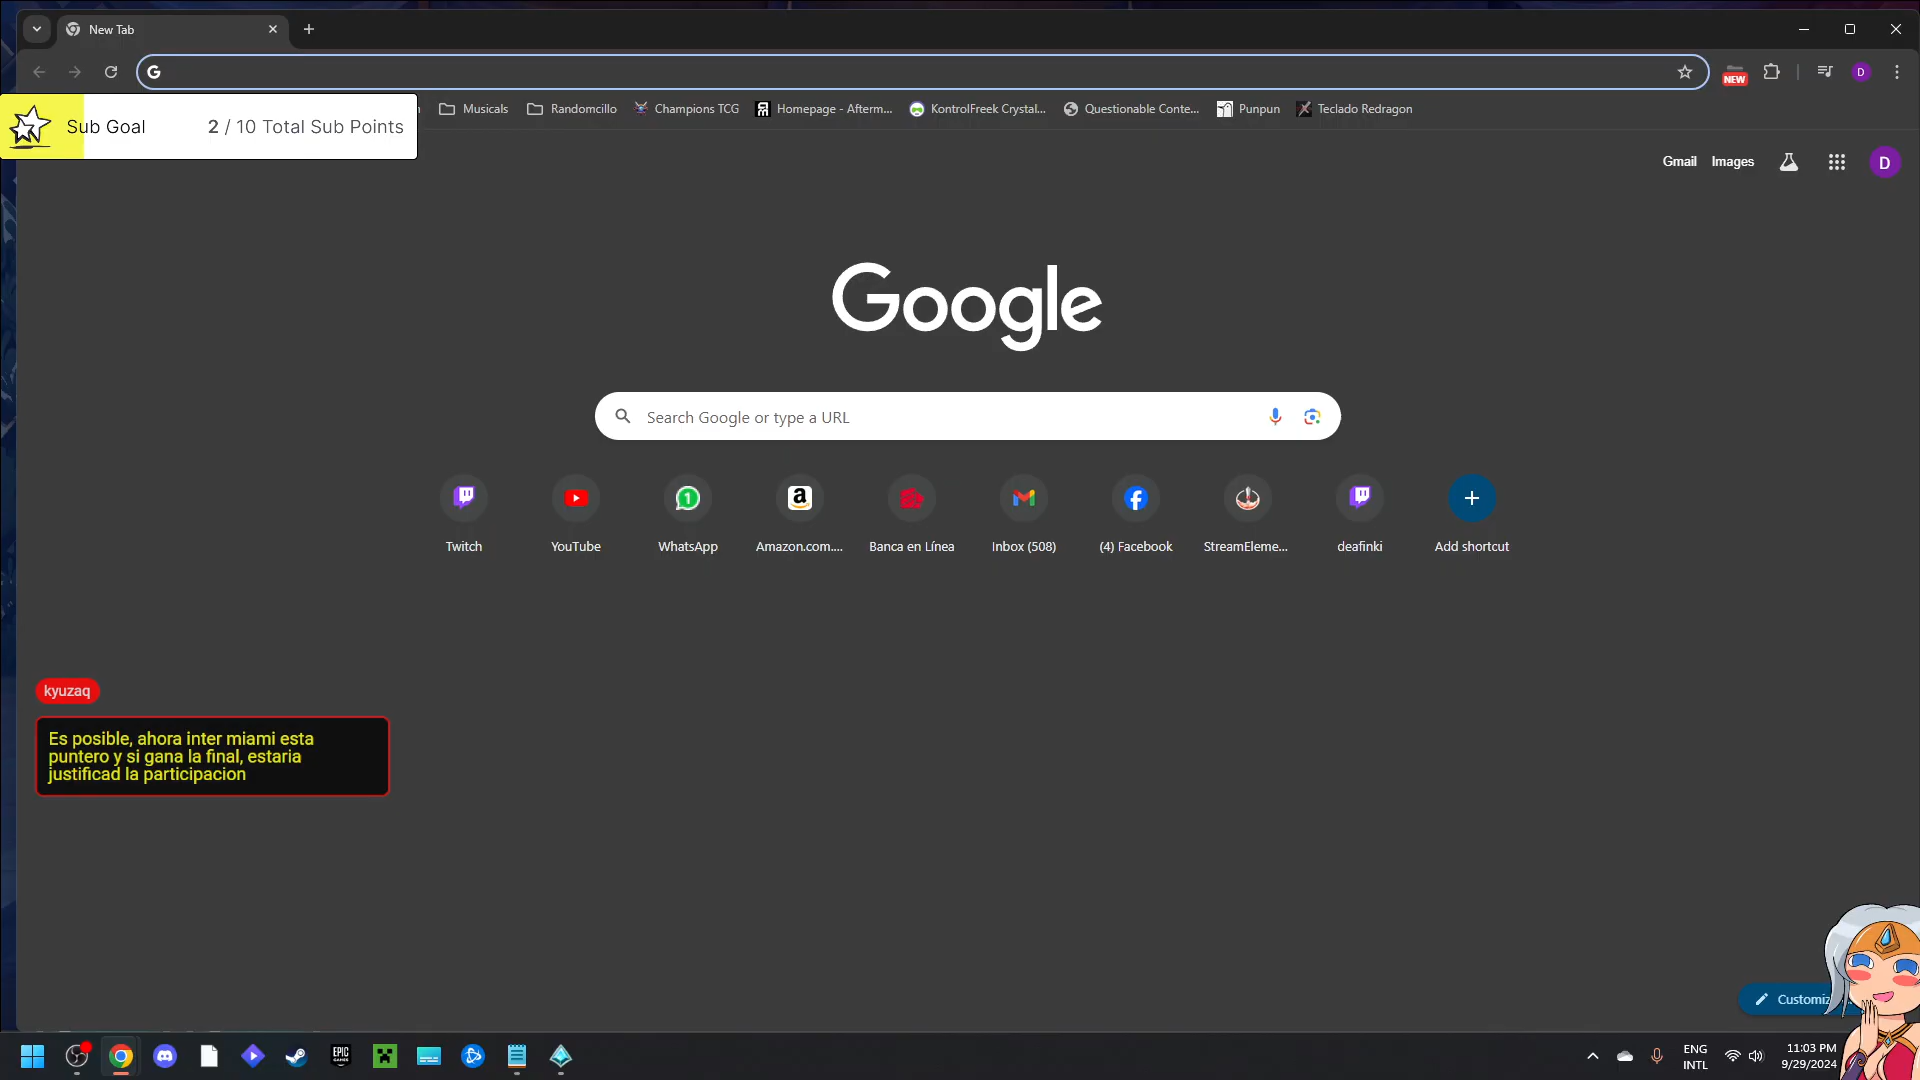 New Tab
G
NEW
D
Musicals
Randomcillo
Champions TCG
Homepage - Afterm...
KontrolFreek Crystal...
Questionable Conte...
Punpun
Teclado Redragon
Sub Goal
2 / 10 Total Sub Points
Gmail
Images
D
Google
Search Google or type a URL
Twitch
YouTube
WhatsApp
Amazon.com....
Banca en Línea
Inbox (508)
(4) Facebook
StreamEleme...
deafinki
Add shortcut
kyuzaq
Es posible, ahora inter miami esta
puntero y si gana la final, estaria
justificad la participacion
Customiz
EPIC
GAMES
ENG
INTL
11:03 PM
9/29/2024